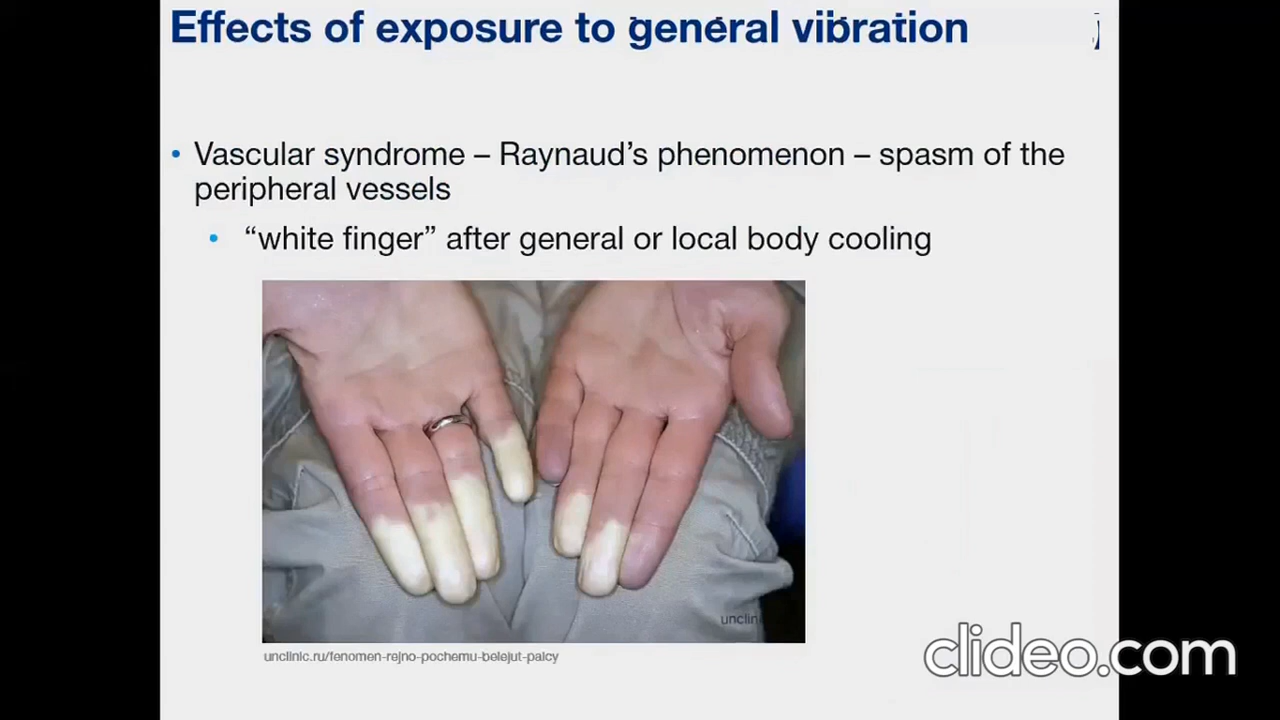 Effects of exposure to general vibration
• Vascular syndrome – Raynaud’s phenomenon – spasm of the
peripheral vessels
• “white finger” after general or local body cooling
unclin
unclinic.ru/fenomen-rejno-pochemu-belejut-palcy
clideo.com